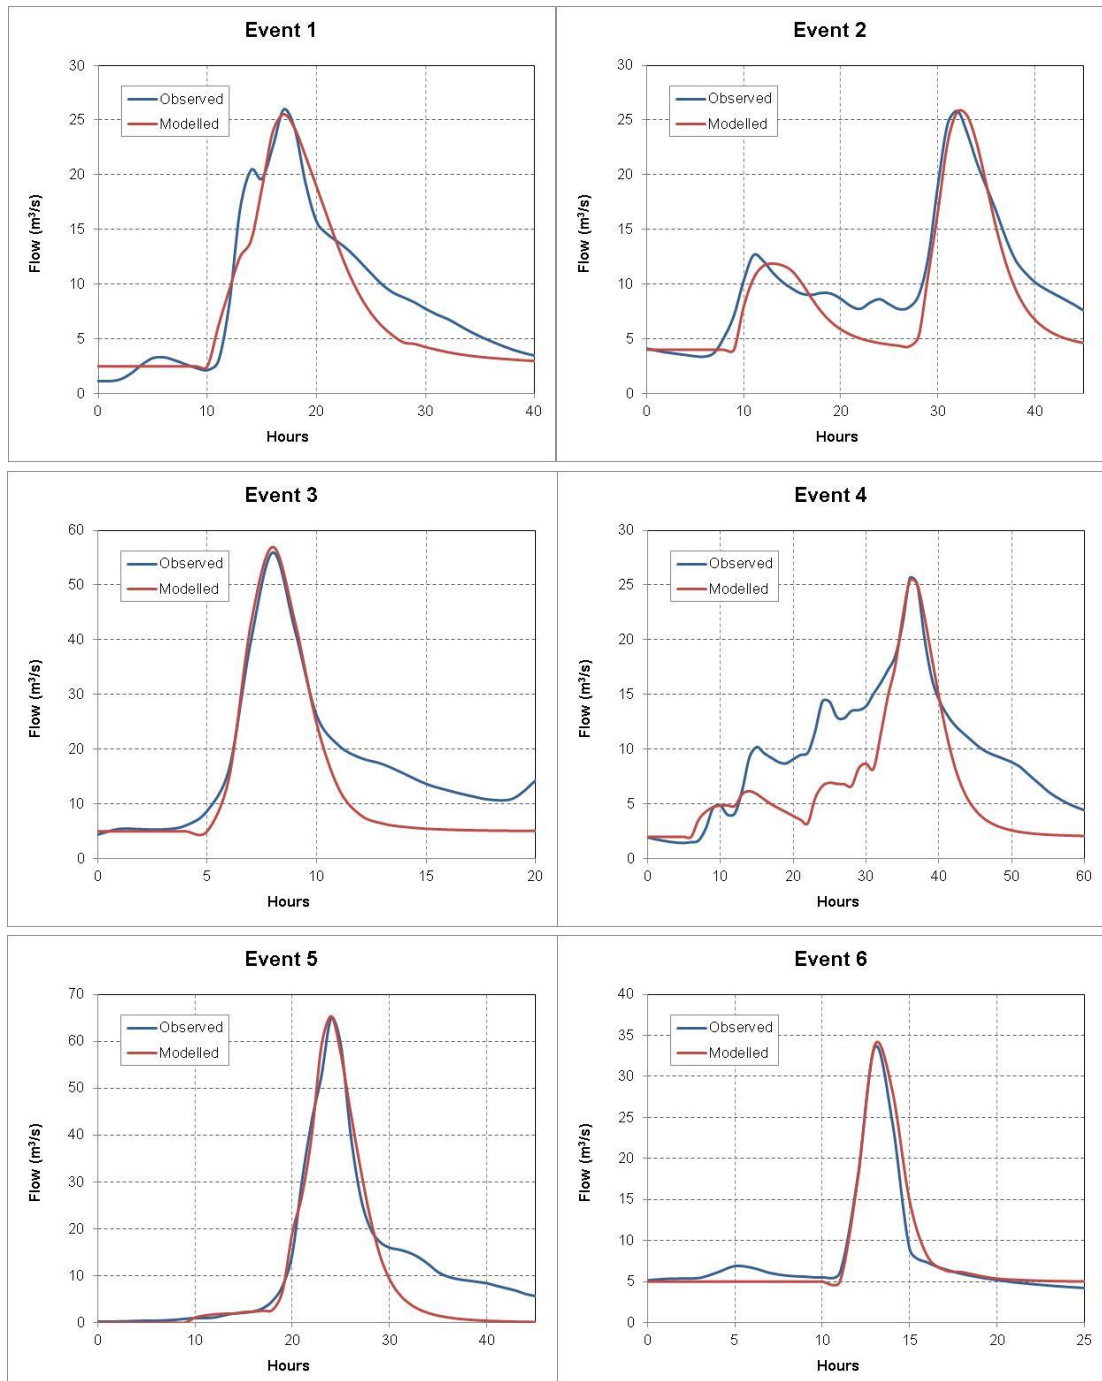 Event 1
30
25
20
15
10
5
0
Flow (m³/s)
Observed
Modelled
0 10 20 30 40
Hours
Event 2
30
25
20
15
10
5
0
Flow (m³/s)
Observed
Modelled
0 10 20 30 40
Hours
Event 3
60
50
40
30
20
10
0
Flow (m³/s)
Observed
Modelled
0 5 10 15 20
Hours
Event 4
30
25
20
15
10
5
0
Flow (m³/s)
Observed
Modelled
0 10 20 30 40 50 60
Hours
Event 5
70
60
50
40
30
20
10
0
Flow (m³/s)
Observed
Modelled
0 10 20 30 40
Hours
Event 6
40
35
30
25
20
15
10
5
0
Flow (m³/s)
Observed
Modelled
0 5 10 15 20 25
Hours